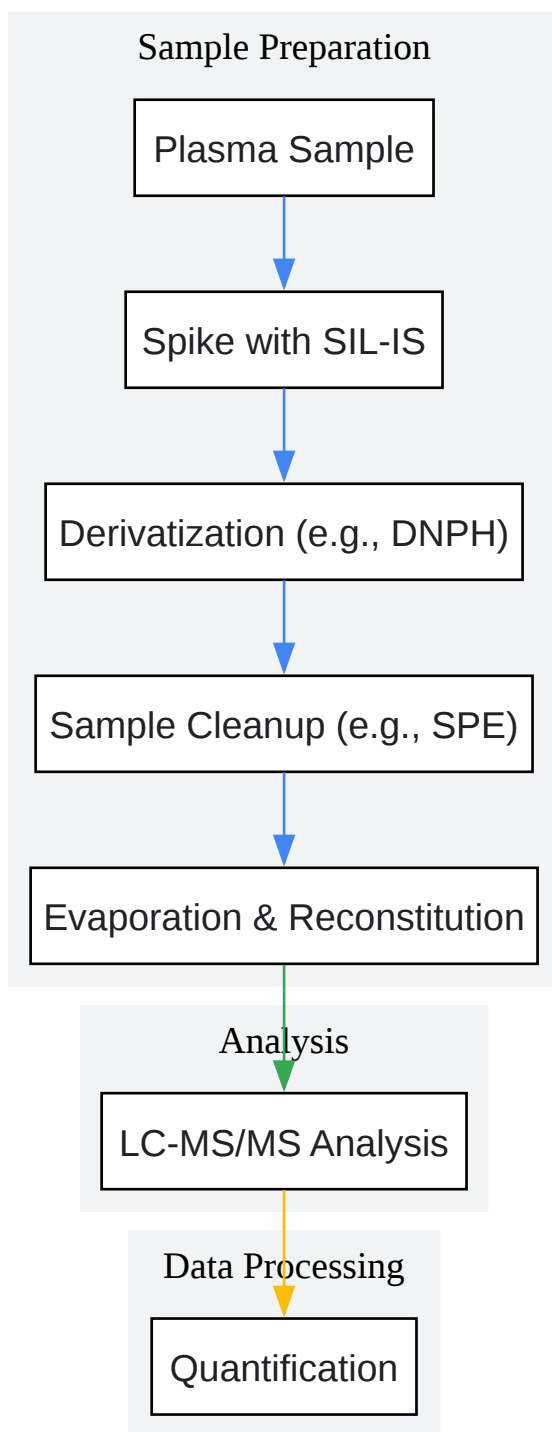 Sample Preparation
Plasma Sample
Spike with SIL-IS
Derivatization (e.g., DNPH)
Sample Cleanup (e.g., SPE)
Evaporation & Reconstitution
Analysis
LC-MS/MS Analysis
Data Processing
Quantification